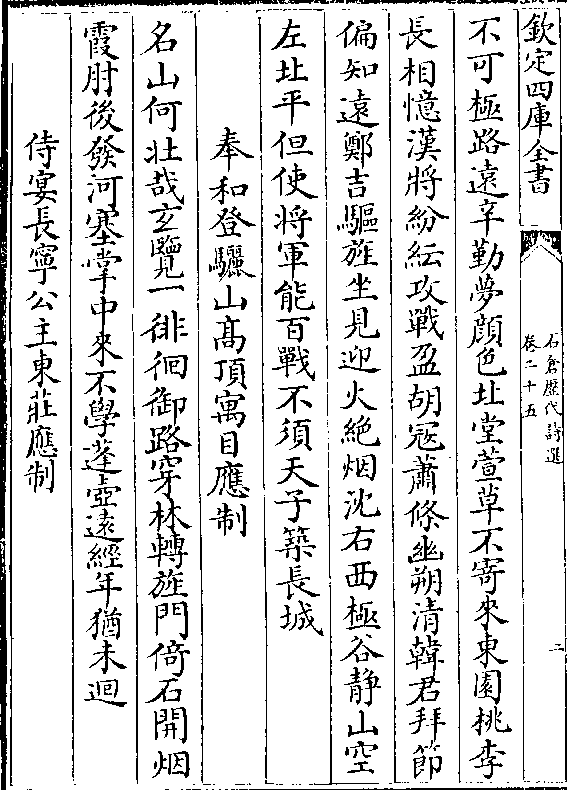 欽定四庫全書
石倉歷代詩選
卷二十五
二
不可極路遠辛勤夢顔色北堂萱草不寄來東園桃李
長相憶漢將紛紜攻戰盈胡冦蕭條幽朔清韓君拜節
偏知遠鄭吉驅旌坐見迎火絶烟沈右西極谷静山空
左北平但使將軍能百戰不須天子築長城
奉和登驪山髙頂寓目應制
名山何壯哉玄覽一徘徊御路穿林轉旌門倚石開烟
霞肘後發河塞掌中來不學蓬壺遠經年猶未迴
侍宴長寧公主東莊應制